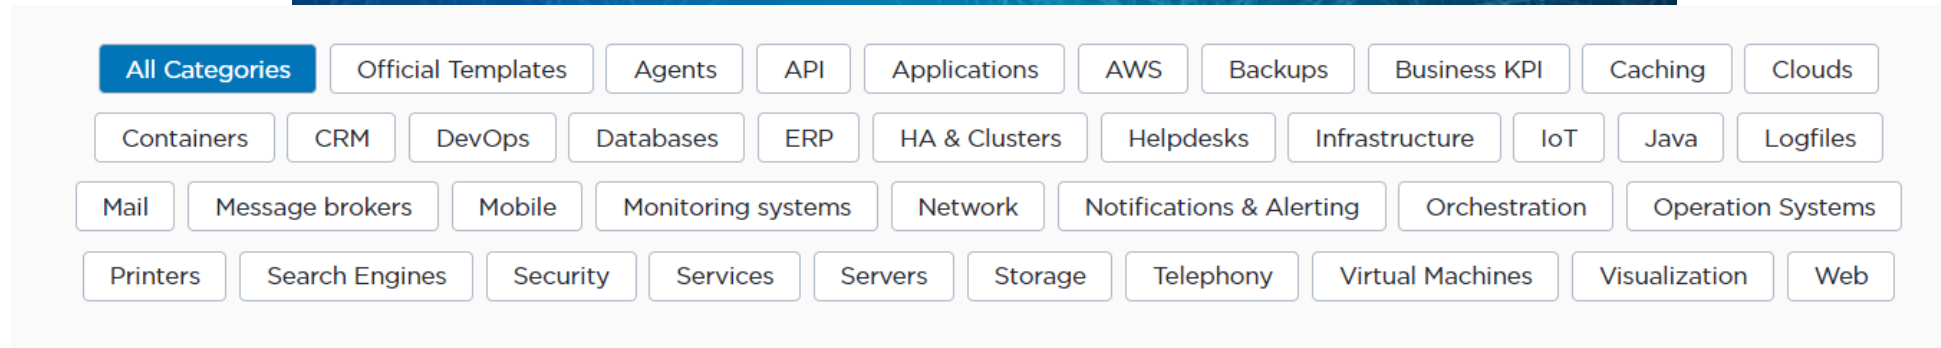 All Categories Official Templates Agents API Applications AWS Backups Business KPI Caching Clouds
Containers CRM DevOps Databases ERP HA & Clusters Helpdesks Infrastructure IoT Java Logfiles
Mail Message brokers Mobile Monitoring systems Network Notifications & Alerting Orchestration Operation Systems
Printers Search Engines Security Services Servers Storage Telephony Virtual Machines Visualization Web